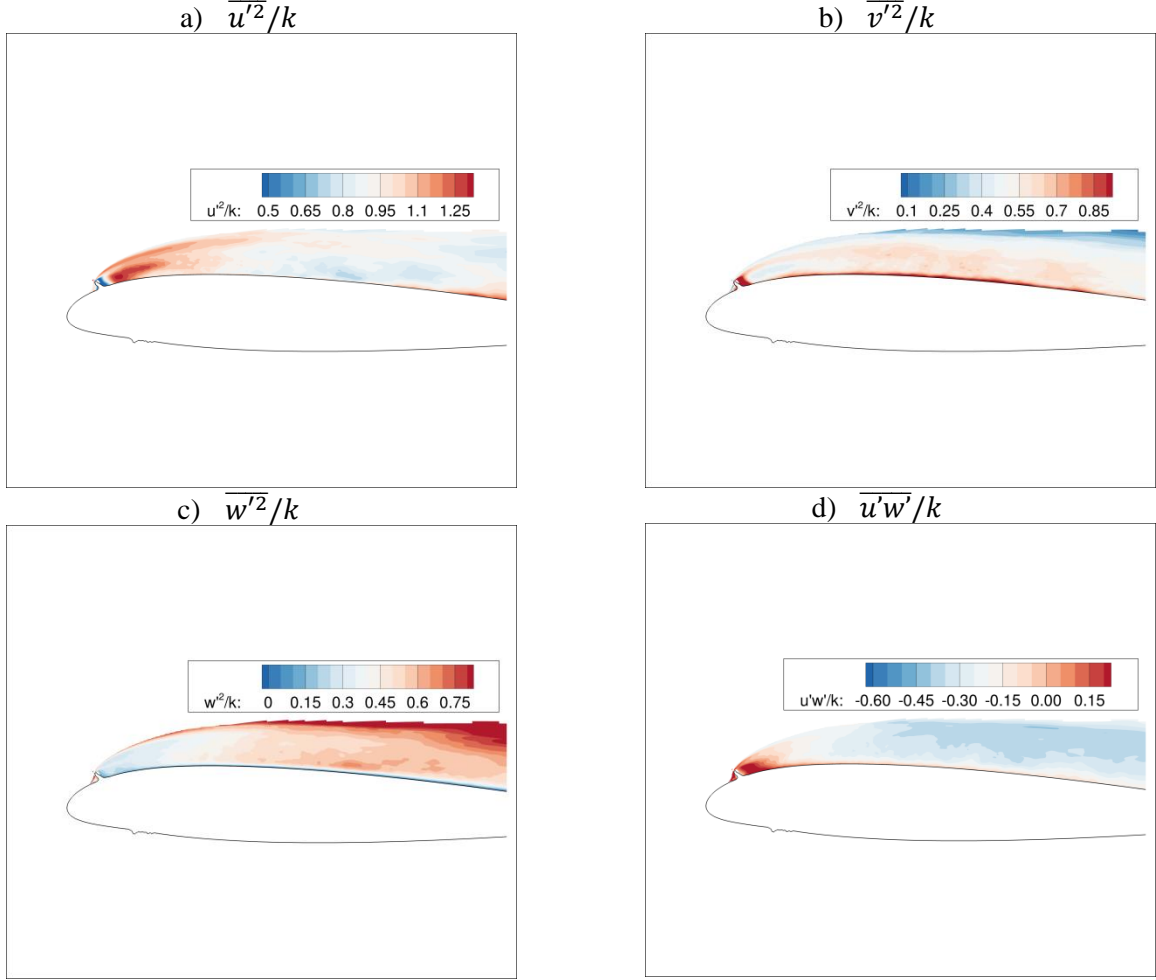 a) $\overline{u'^2}/k$
b) $\overline{v'^2}/k$
u'²/k: 0.5 0.65 0.8 0.95 1.1 1.25
v'²/k: 0.1 0.25 0.4 0.55 0.7 0.85
c) $\overline{w'^2}/k$
d) $\overline{u'w'}/k$
w'²/k: 0 0.15 0.3 0.45 0.6 0.75
u'w'/k: -0.60 -0.45 -0.30 -0.15 0.00 0.15